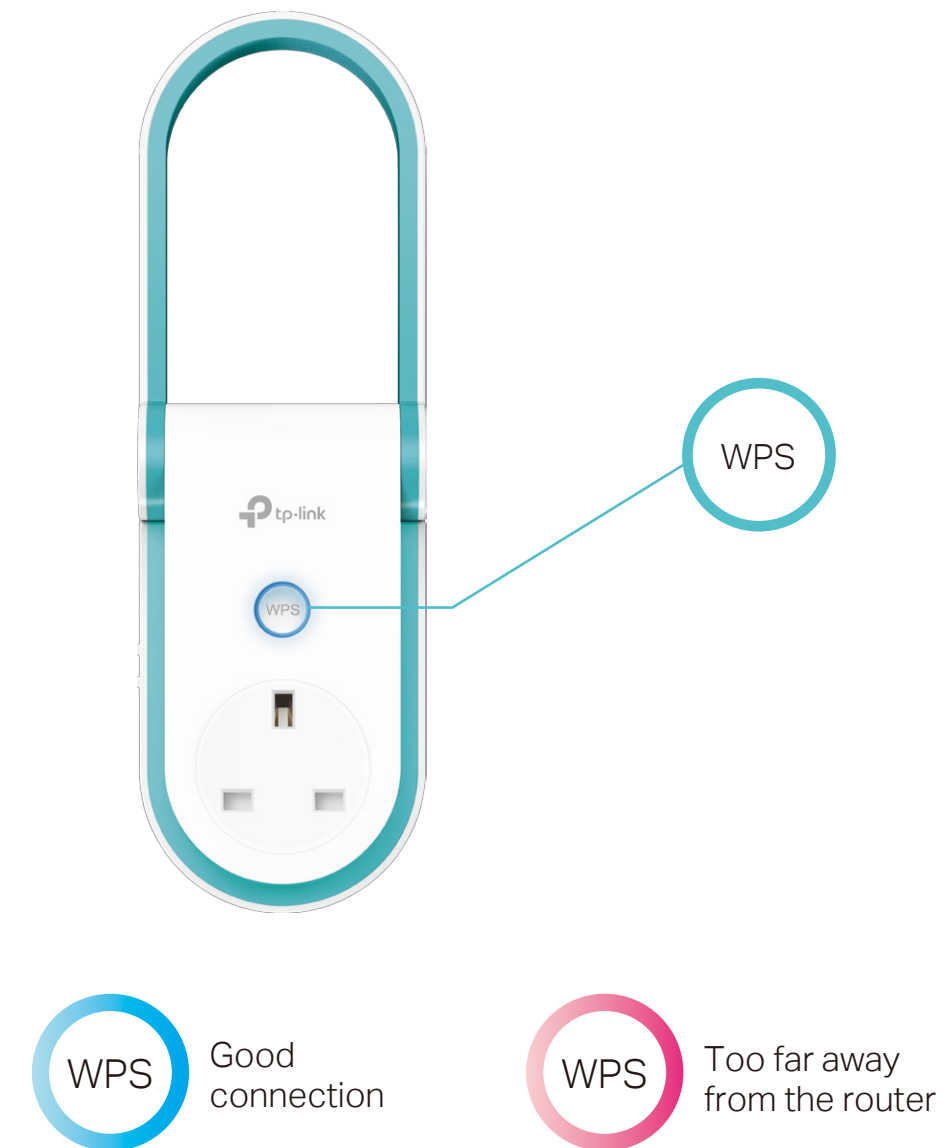 WPS
tp-link
WPS
WPS
Good
connection
WPS
Too far away
from the router